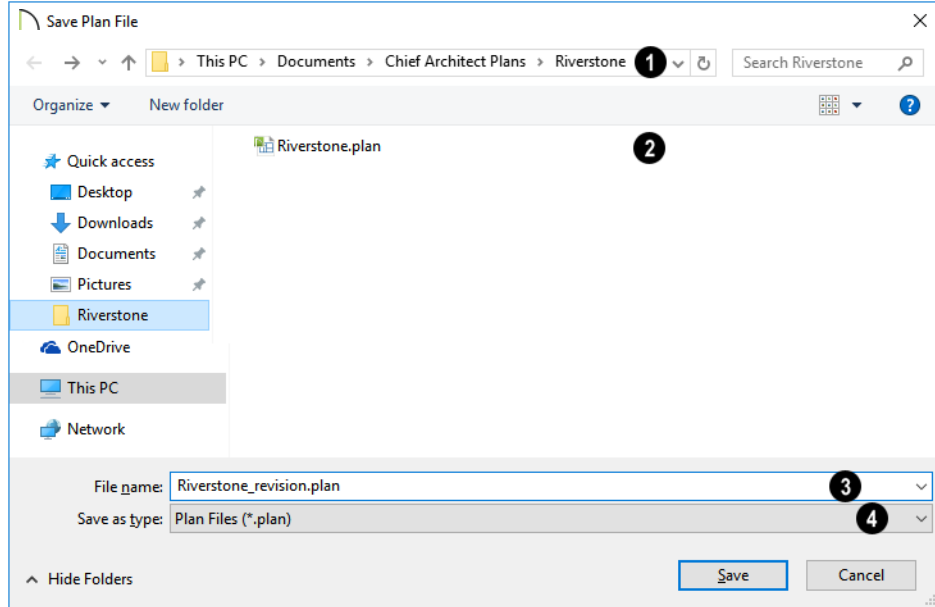 Save Plan File
This PC > Documents > Chief Architect Plans > Riverstone 1 Search Riverstone
Organize New folder ?
Riverstone.plan 2
Quick access
Desktop
Downloads
Documents
Pictures
Riverstone
OneDrive
This PC
Network
File name: Riverstone_revision.plan 3
Save as type: Plan Files (*.plan) 4
Hide Folders Save Cancel